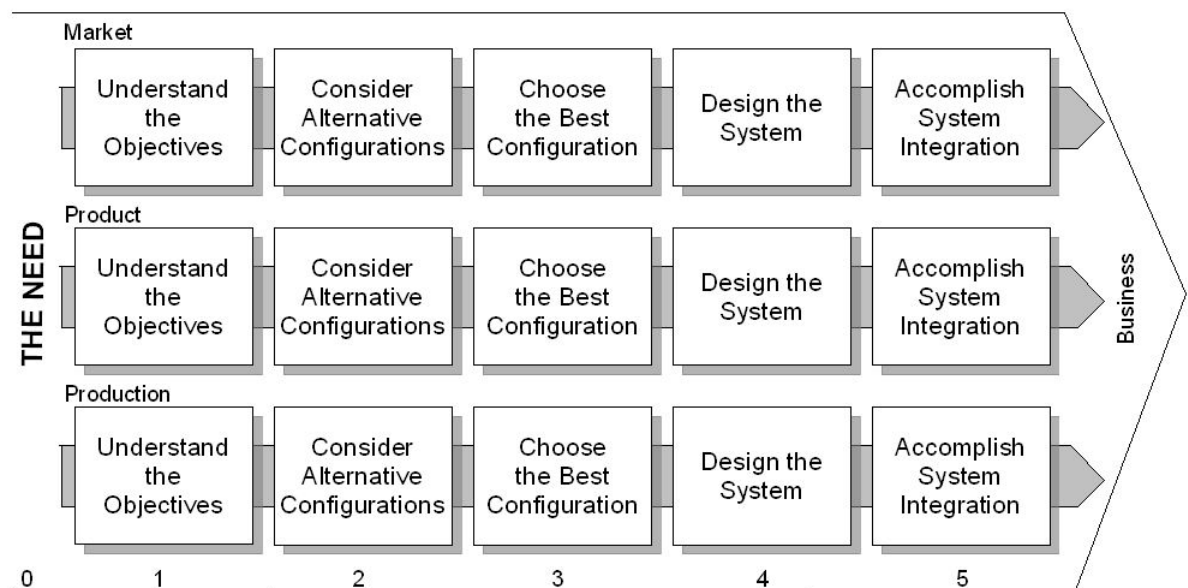 Market
Understand
the
Objectives
Consider
Alternative
Configurations
Choose
the Best
Configuration
Design the
System
Accomplish
System
Integration
THE NEED
Product
Understand
the
Objectives
Consider
Alternative
Configurations
Choose
the Best
Configuration
Design the
System
Accomplish
System
Integration
Business
Production
Understand
the
Objectives
Consider
Alternative
Configurations
Choose
the Best
Configuration
Design the
System
Accomplish
System
Integration
0 1 2 3 4 5